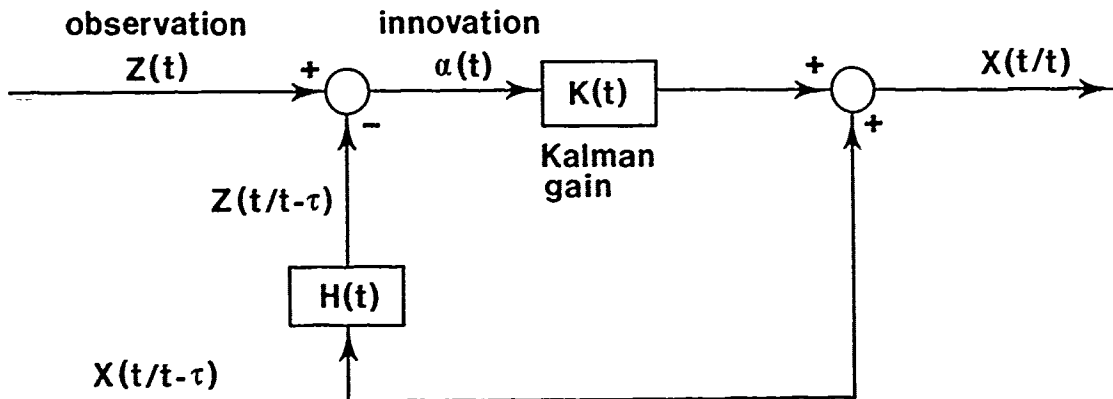 observation
innovation
Z(t)
+
α(t)
+
X(t/t)
K(t)
−
+
Kalman
gain
Z(t/t-τ)
H(t)
X(t/t-τ)